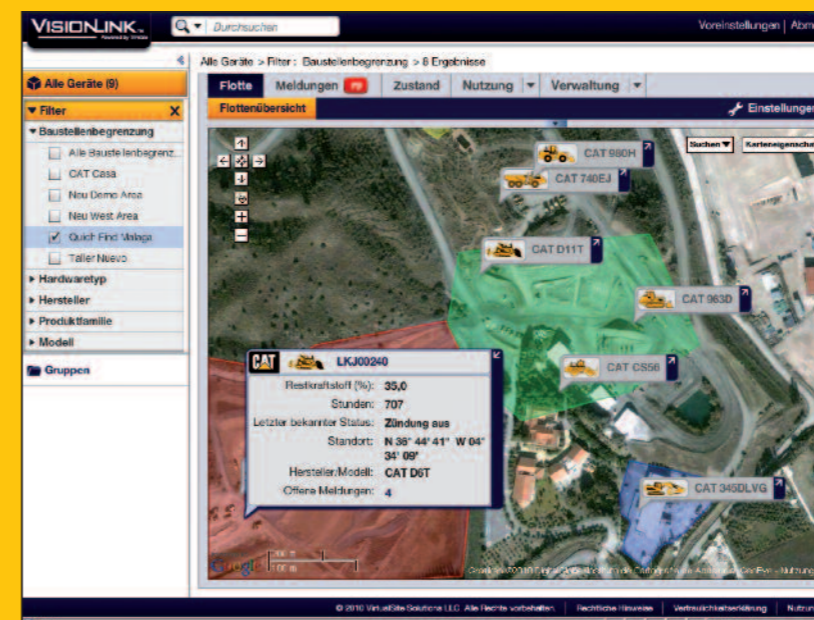 VISIONLINK
Durchsuchen
Voreinstellungen | Abm
Alle Geräte > Filter: Baustellenbegrenzung > 8 Ergebnisse
Alle Geräte (9)
Filter X
Baustellenbegrenzung
Alle Baustellenbegrenz...
CAT Casa
Neu Demo Area
Neu West Area
Quick Find Malaga
Taller Nuevo
Hardwaretyp
Hersteller
Produktfamilie
Modell
Gruppen
Flotte Meldungen Zustand Nutzung Verwaltung
Flottenübersicht
Einstellungen
Suchen
Karteneigenscha
CAT 980H
CAT 740EJ
CAT D11T
CAT 963D
CAT CS56
CAT 345DLVG
CAT LKJ00240
Restkraftstoff (%): 35,0
Stunden: 707
Letzter bekannter Status: Zündung aus
Standort: N 36° 44' 41" W 04°
34' 09"
Hersteller/Modell: CAT D6T
Offene Meldungen: 4
Google
© 2010 VirtualSite Solutions LLC Alle Rechte vorbehalten. | Rechtliche Hinweise | Vertraulichkeitserklärung | Nutzun